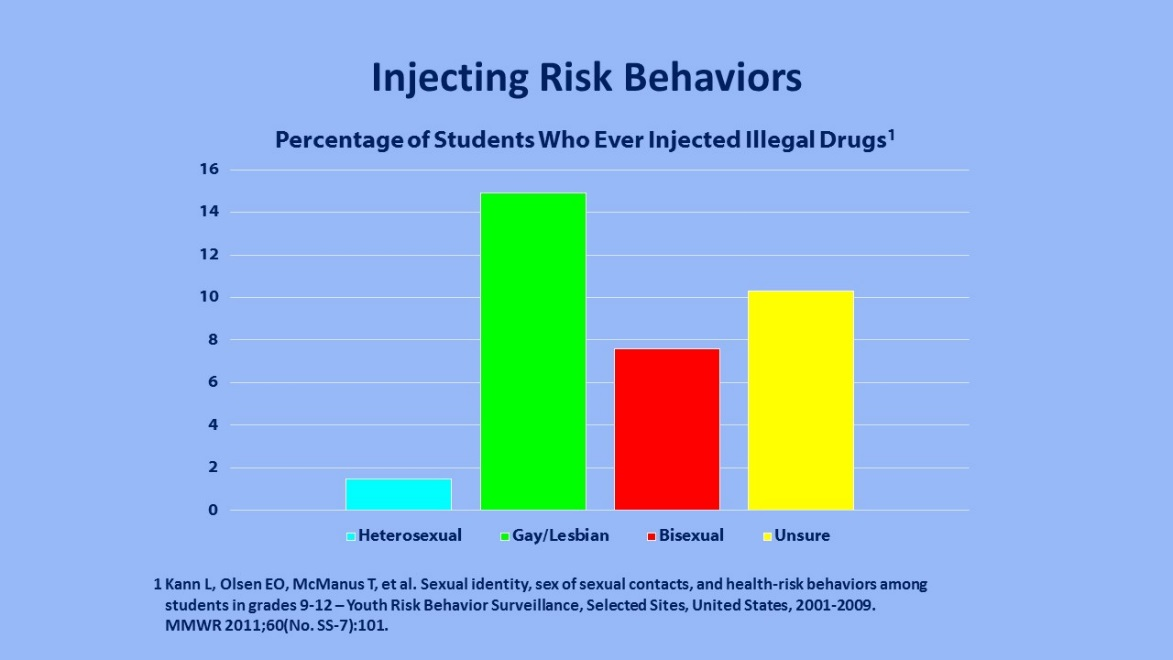 Injecting Risk Behaviors
Percentage of Students Who Ever Injected Illegal Drugs¹
16
14
12
10
8
6
4
2
0
Heterosexual Gay/Lesbian Bisexual Unsure
1 Kann L, Olsen EO, McManus T, et al. Sexual identity, sex of sexual contacts, and health-risk behaviors among
students in grades 9-12 – Youth Risk Behavior Surveillance, Selected Sites, United States, 2001-2009.
MMWR 2011;60(No. SS-7):101.